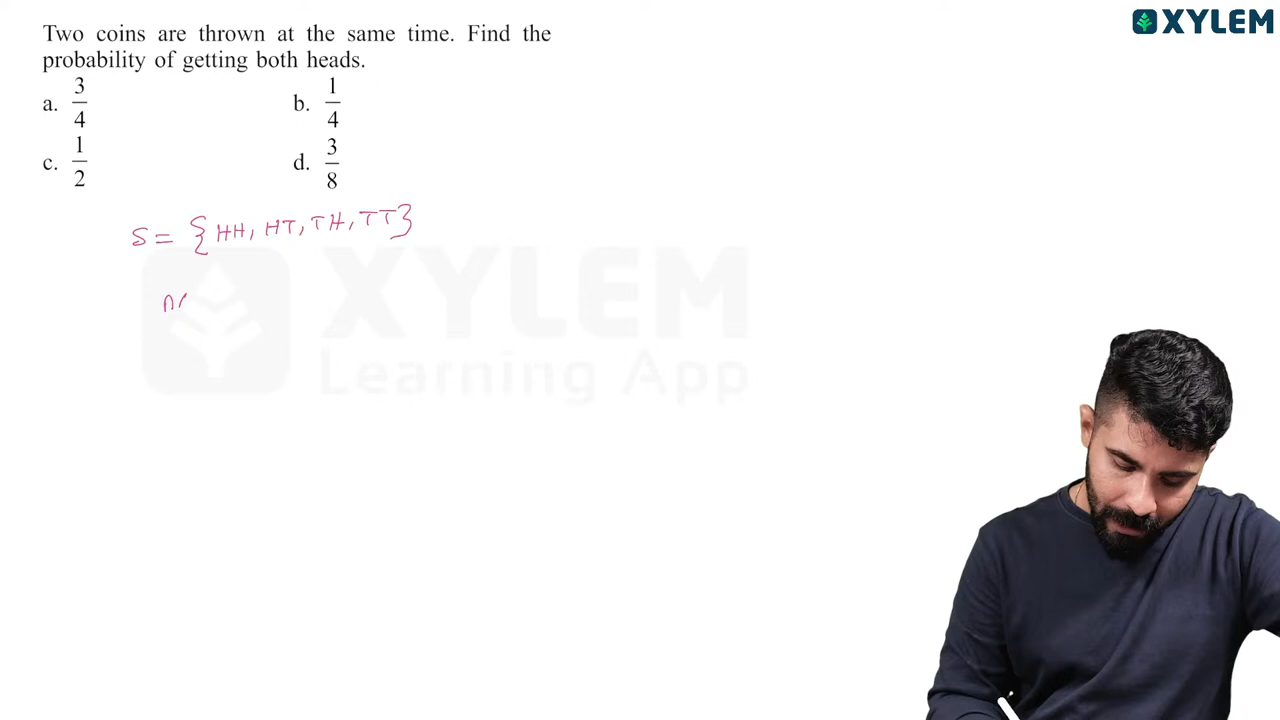 XYLEM
Two coins are thrown at the same time. Find the
probability of getting both heads.
a. 3/4
b. 1/4
c. 1/2
d. 3/8
S = {HH, HT, TH, TT}
n(
XYLEM
Learning App